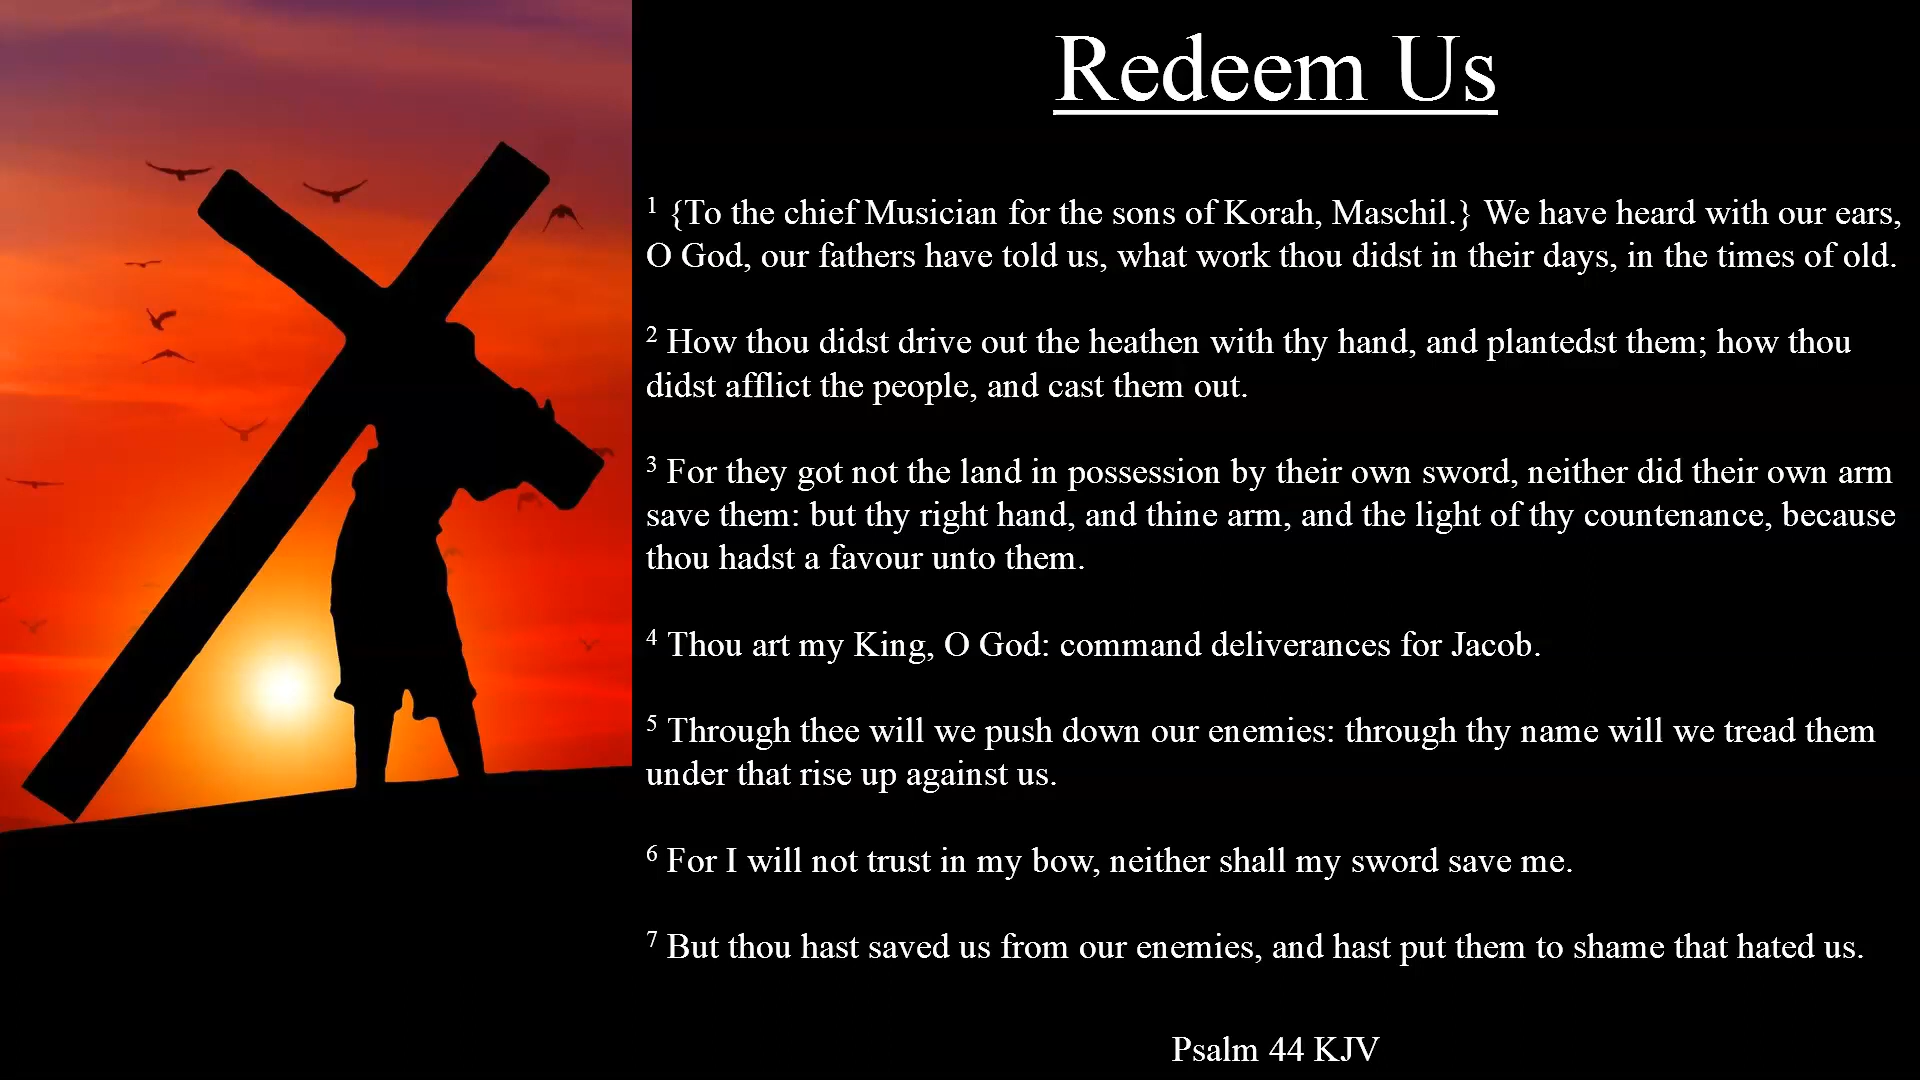 Redeem Us
1 {To the chief Musician for the sons of Korah, Maschil.} We have heard with our ears,
O God, our fathers have told us, what work thou didst in their days, in the times of old.
2 How thou didst drive out the heathen with thy hand, and plantedst them; how thou
didst afflict the people, and cast them out.
3 For they got not the land in possession by their own sword, neither did their own arm
save them: but thy right hand, and thine arm, and the light of thy countenance, because
thou hadst a favour unto them.
4 Thou art my King, O God: command deliverances for Jacob.
5 Through thee will we push down our enemies: through thy name will we tread them
under that rise up against us.
6 For I will not trust in my bow, neither shall my sword save me.
7 But thou hast saved us from our enemies, and hast put them to shame that hated us.
Psalm 44 KJV